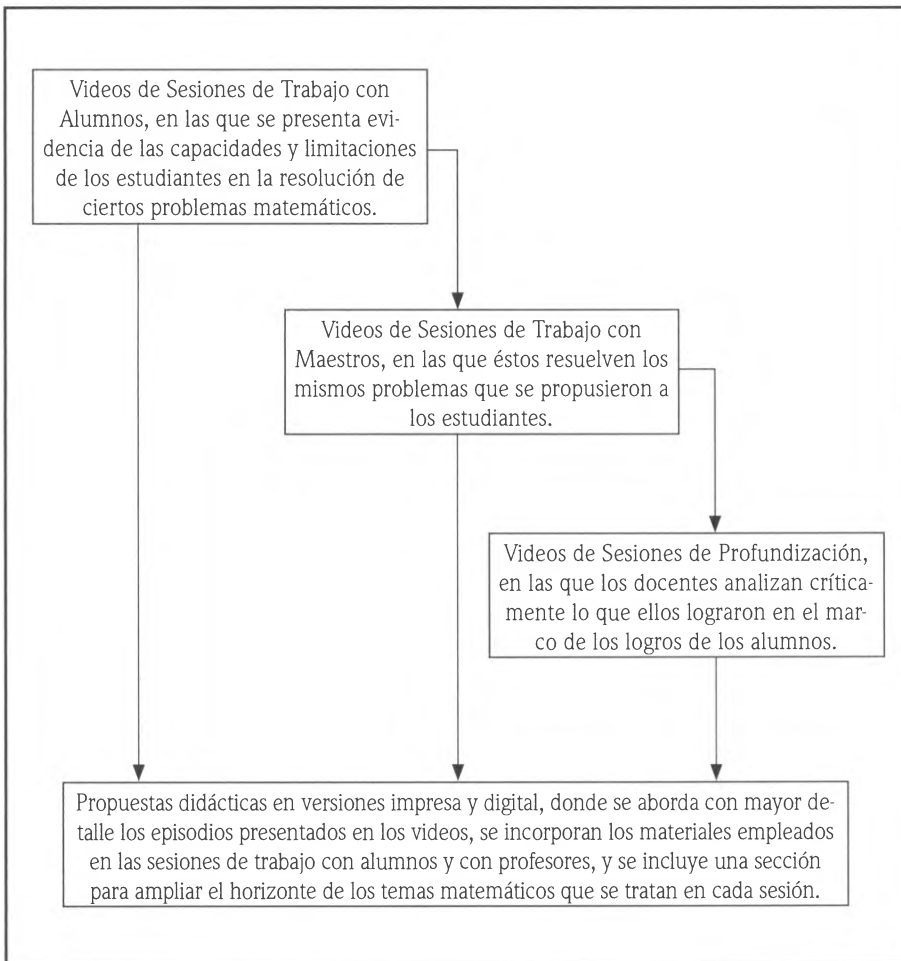 Videos de Sesiones de Trabajo con
Alumnos, en las que se presenta evi-
dencia de las capacidades y limitaciones
de los estudiantes en la resolución de
ciertos problemas matemáticos.
Videos de Sesiones de Trabajo con
Maestros, en las que éstos resuelven los
mismos problemas que se propusieron a
los estudiantes.
Videos de Sesiones de Profundización,
en las que los docentes analizan crítica-
mente lo que ellos lograron en el mar-
co de los logros de los alumnos.
Propuestas didácticas en versiones impresa y digital, donde se aborda con mayor de-
talle los episodios presentados en los videos, se incorporan los materiales empleados
en las sesiones de trabajo con alumnos y con profesores, y se incluye una sección
para ampliar el horizonte de los temas matemáticos que se tratan en cada sesión.